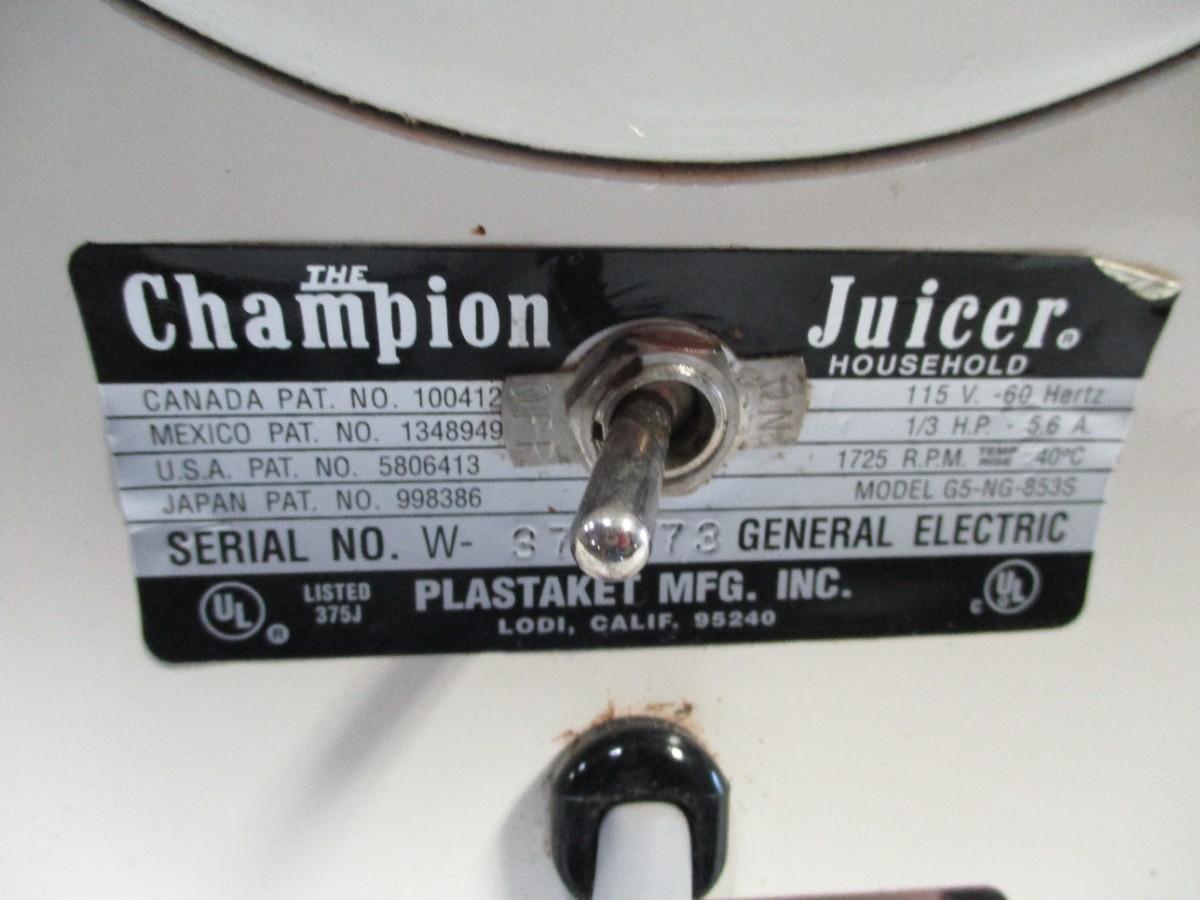 THE
Champion Juicer®
HOUSEHOLD
CANADA PAT. NO. 100412 115 V. -60 Hertz
MEXICO PAT. NO. 1348949 1/3 H.P. - 5.6 A.
U.S.A. PAT. NO. 5806413 1725 R.P.M. TEMP RISE 40°C
JAPAN PAT. NO. 998386 MODEL G5-NG-853S
OFF
SERIAL NO. W- GENERAL ELECTRIC
UL ® LISTED 375J
PLASTAKET MFG. INC.
LODI, CALIF. 95240
c UL